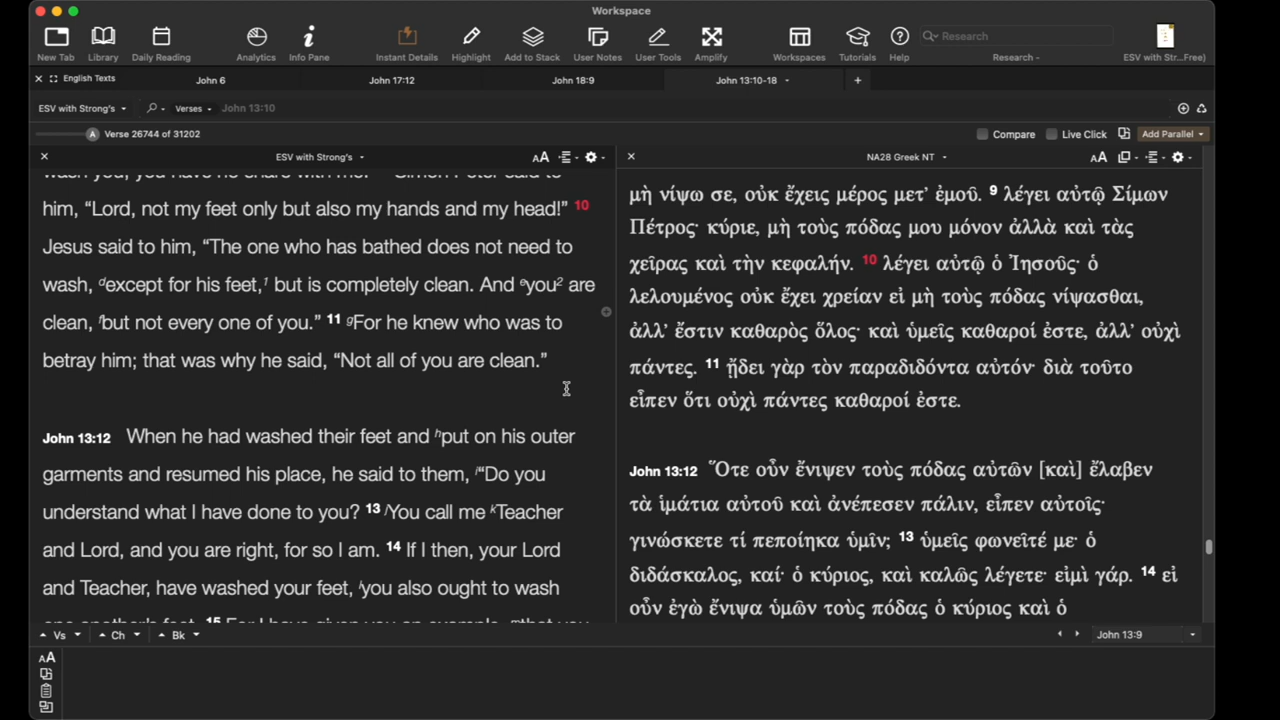 Workspace
New Tab Library Daily Reading Analytics Info Pane Instant Details Highlight Add to Stack User Notes User Tools Amplify Workspaces Tutorials Help Research Research - ESV with Str...Free)
English Texts John 6 John 17:12 John 18:9 John 13:10-18
ESV with Strong's Verses John 13:10
Verse 26744 of 31202 Compare Live Click Add Parallel
ESV with Strong's
him, “Lord, not my feet only but also my hands and my head!” 10
Jesus said to him, “The one who has bathed does not need to
wash, dexcept for his feet,1 but is completely clean. And eyou2 are
clean, fbut not every one of you.” 11 gFor he knew who was to
betray him; that was why he said, “Not all of you are clean.”
John 13:12 When he had washed their feet and hput on his outer
garments and resumed his place, he said to them, i“Do you
understand what I have done to you? 13 jYou call me kTeacher
and Lord, and you are right, for so I am. 14 If I then, your Lord
and Teacher, have washed your feet, lyou also ought to wash
NA28 Greek NT
μὴ νίψω σε, οὐκ ἔχεις μέρος μετ’ ἐμοῦ. 9 λέγει αὐτῷ Σίμων
Πέτρος· κύριε, μὴ τοὺς πόδας μου μόνον ἀλλὰ καὶ τὰς
χεῖρας καὶ τὴν κεφαλήν. 10 λέγει αὐτῷ ὁ Ἰησοῦς· ὁ
λελουμένος οὐκ ἔχει χρείαν εἰ μὴ τοὺς πόδας νίψασθαι,
ἀλλ’ ἔστιν καθαρὸς ὅλος· καὶ ὑμεῖς καθαροί ἐστε, ἀλλ’ οὐχὶ
πάντες. 11 ᾔδει γὰρ τὸν παραδιδόντα αὐτόν· διὰ τοῦτο
εἶπεν ὅτι οὐχὶ πάντες καθαροί ἐστε.
John 13:12 Ὅτε οὖν ἔνιψεν τοὺς πόδας αὐτῶν [καὶ] ἔλαβεν
τὰ ἱμάτια αὐτοῦ καὶ ἀνέπεσεν πάλιν, εἶπεν αὐτοῖς·
γινώσκετε τί πεποίηκα ὑμῖν; 13 ὑμεῖς φωνεῖτέ με· ὁ
διδάσκαλος, καί· ὁ κύριος, καὶ καλῶς λέγετε· εἰμὶ γάρ. 14 εἰ
οὖν ἐγὼ ἔνιψα ὑμῶν τοὺς πόδας ὁ κύριος καὶ ὁ
Vs Ch Bk John 13:9